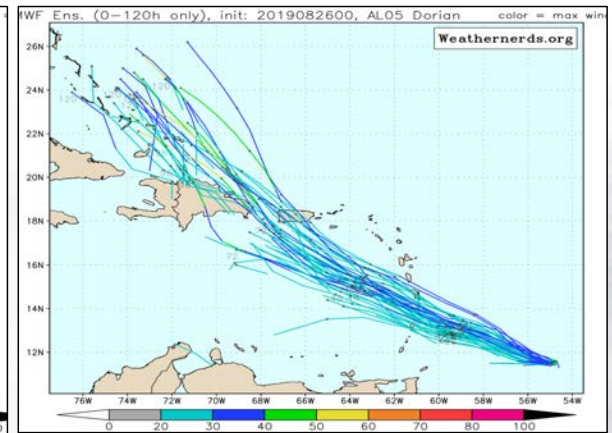 MWF Ens. (0-120h only), init: 2019082600, AL05 Dorian color = max win
Weathernerds.org
26N
24N
22N
20N
18N
16N
14N
12N
120
72
76W 74W 72W 70W 68W 66W 64W 62W 60W 58W 56W 54W
0 20 30 40 50 60 70 80 100